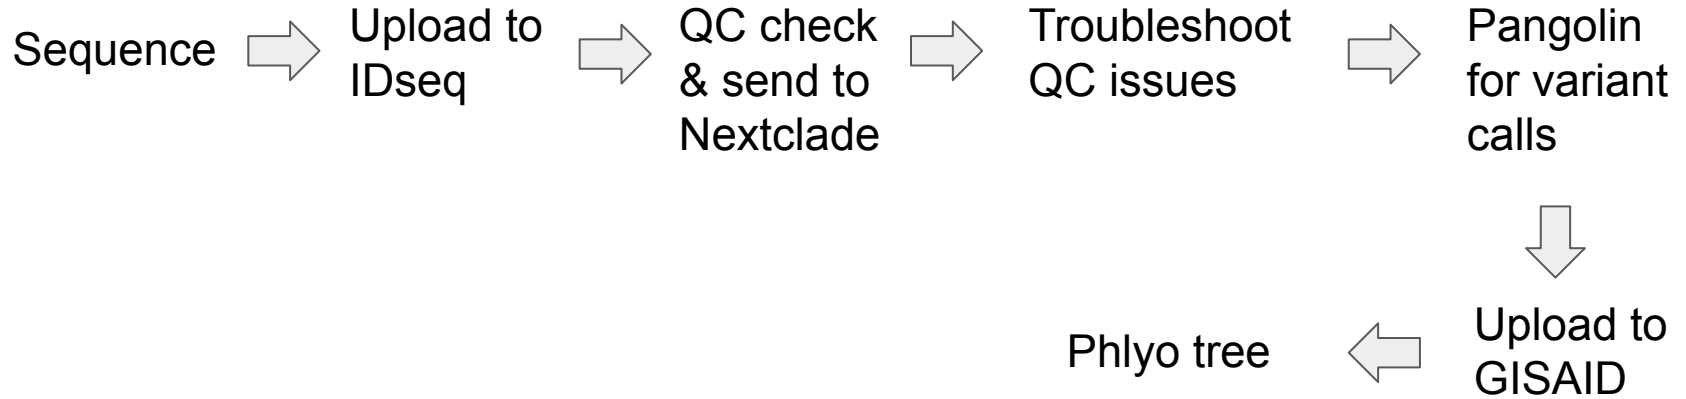 Sequence
Upload to
IDseq
QC check
& send to
Nextclade
Troubleshoot
QC issues
Pangolin
for variant
calls
Upload to
GISAID
Phlyo tree